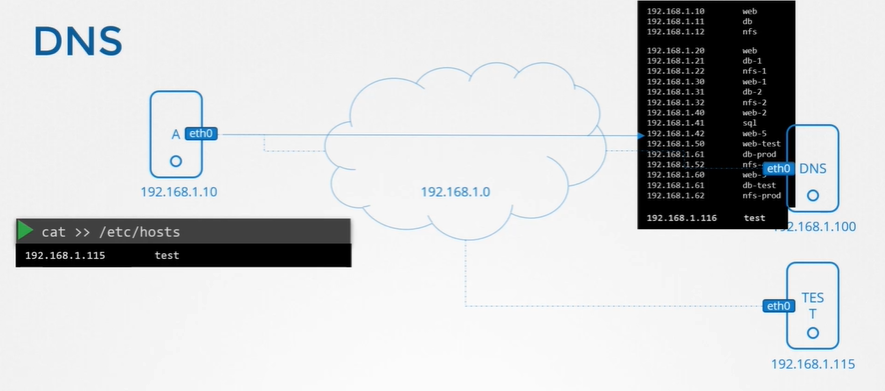 DNS
192.168.1.10 web
192.168.1.11 db
192.168.1.12 nfs
192.168.1.20 web
192.168.1.21 db-1
192.168.1.22 nfs-1
192.168.1.30 web-1
192.168.1.31 db-2
192.168.1.32 nfs-2
192.168.1.40 web-2
192.168.1.41 sql
192.168.1.42 web-5
192.168.1.50 web-test
192.168.1.61 db-prod
192.168.1.52 nfs-
192.168.1.60 web-
192.168.1.61 db-test
192.168.1.62 nfs-prod
192.168.1.116 test
A eth0
192.168.1.10
192.168.1.0
eth0 DNS
192.168.1.100
cat >> /etc/hosts
192.168.1.115 test
eth0 TES
T
192.168.1.115